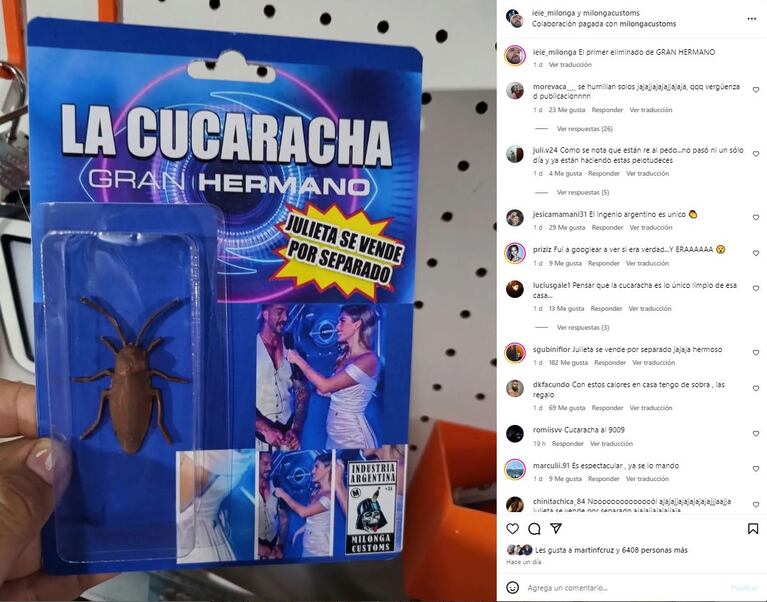 LA CUCARACHA
GRAN HERMANO
JULIETA SE VENDE
POR SEPARADO
INDUSTRIA
ARGENTINA
MILONGA
CUSTOMS
ieie_milonga y milongacustoms
Colaboración pagada con milongacustoms
ieie_milonga El primer eliminado de GRAN HERMANO
1 d Ver traducción
morevaca___ se humillan solos jajajjajajajjajaja, qqq vergüenza
d publicacionnnn
1 d 23 Me gusta Responder Ver traducción
Ver respuestas (26)
juli.v24 Como se nota que están re al pedo...no pasó ni un sólo
día y ya están haciendo estas pelotudeces
1 d 4 Me gusta Responder Ver traducción
Ver respuestas (5)
jesicamamani31 El ingenio argentino es unico 👏
1 d 29 Me gusta Responder Ver traducción
priziz Fui a googlear a ver si era verdad...Y ERAAAAAA 😮
1 d 9 Me gusta Responder Ver traducción
luciusgale1 Pensar que la cucaracha es lo único limpio de esa
casa...
1 d 13 Me gusta Responder Ver traducción
Ver respuestas (3)
sgubiniflor Julieta se vende por separado jajaja hermoso
1 d 182 Me gusta Responder Ver traducción
dkfacundo Con estos calores en casa tengo de sobra , las
regalo
1 d 69 Me gusta Responder Ver traducción
romiisvv Cucaracha al 9009
19 h Responder Ver traducción
marculii.91 Es espectacular , ya se lo mando
1 d 9 Me gusta Responder Ver traducción
chinitachica_84
Julieta se vende por separado
Les gusta a martinfcruz y 6408 personas más
Hace un día
Agrega un comentario...
Publicar